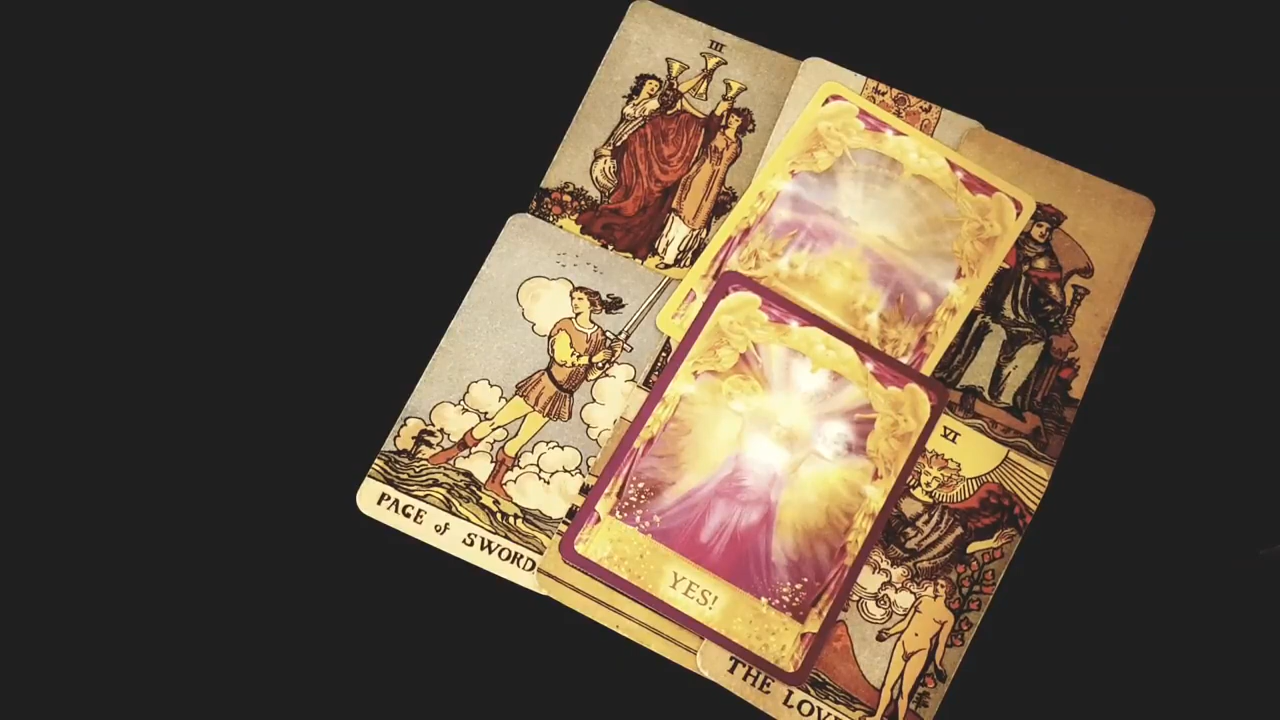 III
PAGE of SWORD
YES!
VI
THE LOV